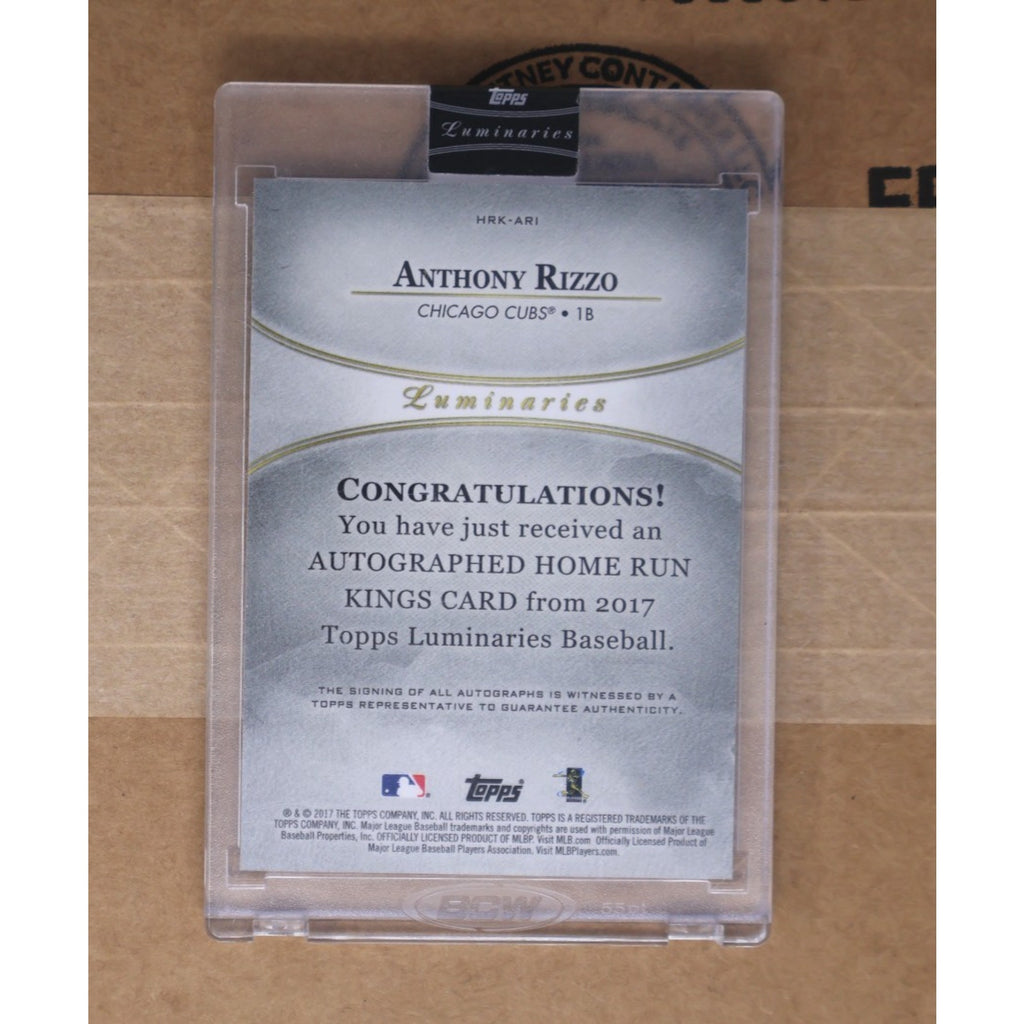 TNEY CONT
topps
Luminaries
HRK-ARI
ANTHONY RIZZO
CHICAGO CUBS® • 1B
Luminaries
CONGRATULATIONS!
You have just received an
AUTOGRAPHED HOME RUN
KINGS CARD from 2017
Topps Luminaries Baseball.
THE SIGNING OF ALL AUTOGRAPHS IS WITNESSED BY A
TOPPS REPRESENTATIVE TO GUARANTEE AUTHENTICITY.
topps
® & © 2017 THE TOPPS COMPANY, INC. ALL RIGHTS RESERVED. TOPPS IS A REGISTERED TRADEMARKS OF THE
TOPPS COMPANY, INC. Major League Baseball trademarks and copyrights are used with permission of Major League
Baseball Properties, Inc. OFFICIALLY LICENSED PRODUCT OF MLBP. Visit MLB.com Officially Licensed Product of
Major League Baseball Players Association. Visit MLBPlayers.com.
BCW 55pt